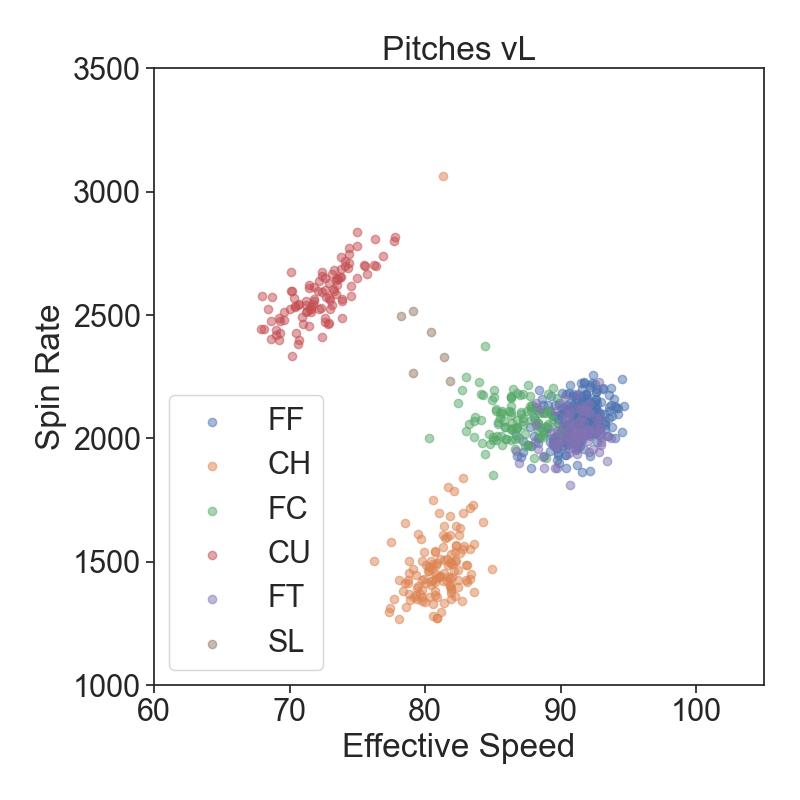 Pitches vL
3500
3000
2500
2000
1500
1000
Spin Rate
FF
CH
FC
CU
FT
SL
60 70 80 90 100
Effective Speed